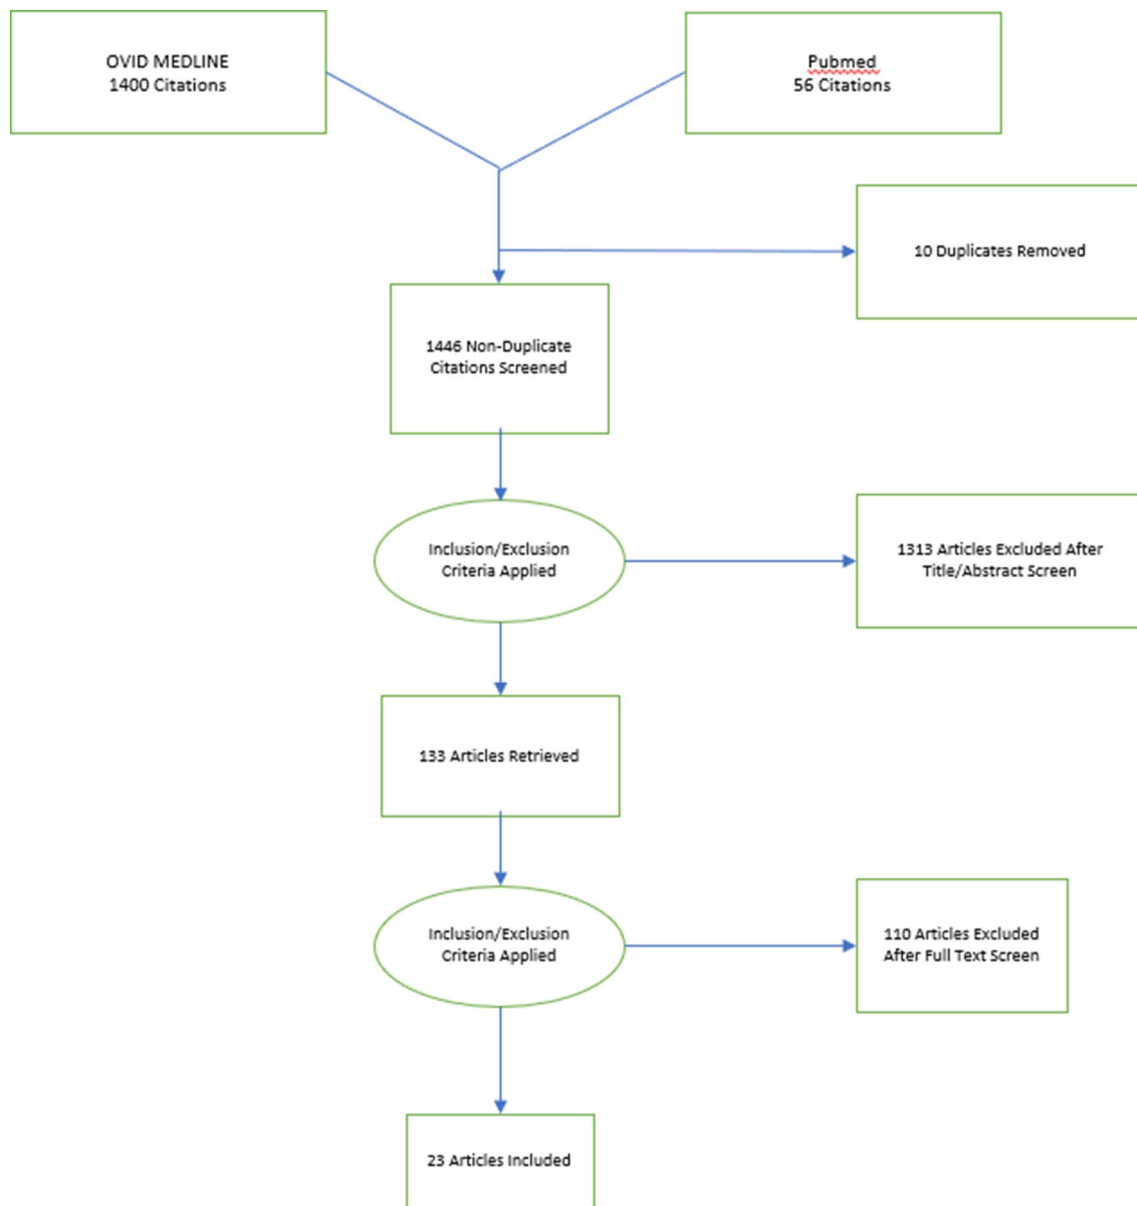 OVID MEDLINE
1400 Citations
Pubmed
56 Citations
10 Duplicates Removed
1446 Non-Duplicate
Citations Screened
Inclusion/Exclusion
Criteria Applied
1313 Articles Excluded After
Title/Abstract Screen
133 Articles Retrieved
Inclusion/Exclusion
Criteria Applied
110 Articles Excluded
After Full Text Screen
23 Articles Included